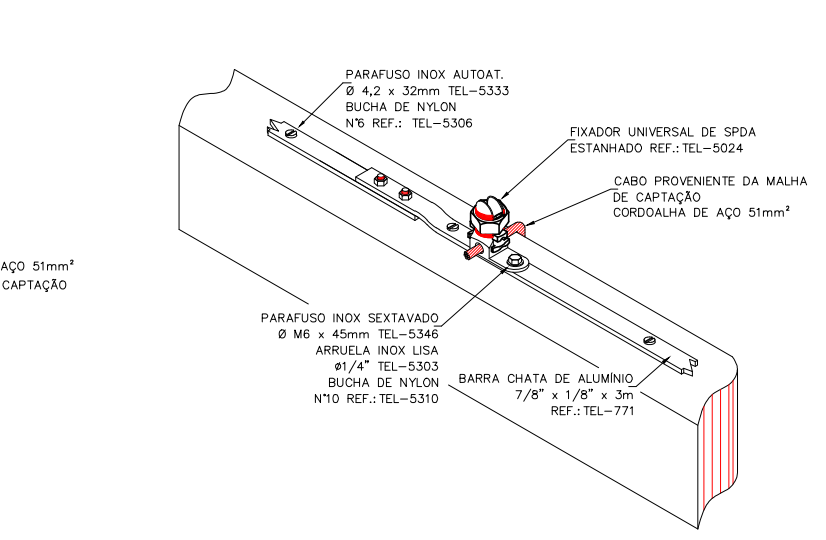 PARAFUSO INOX AUTOAT.
Ø 4,2 x 32mm TEL-5333
BUCHA DE NYLON
N°6 REF.: TEL-5306
FIXADOR UNIVERSAL DE SPDA
ESTANHADO REF.: TEL-5024
CABO PROVENIENTE DA MALHA
DE CAPTAÇÃO
CORDOALHA DE AÇO 51mm²
AÇO 51mm²
CAPTAÇÃO
PARAFUSO INOX SEXTAVADO
Ø M6 x 45mm TEL-5346
ARRUELA INOX LISA
ø1/4" TEL-5303
BUCHA DE NYLON
N°10 REF.: TEL-5310
BARRA CHATA DE ALUMÍNIO
7/8" x 1/8" x 3m
REF.: TEL-771